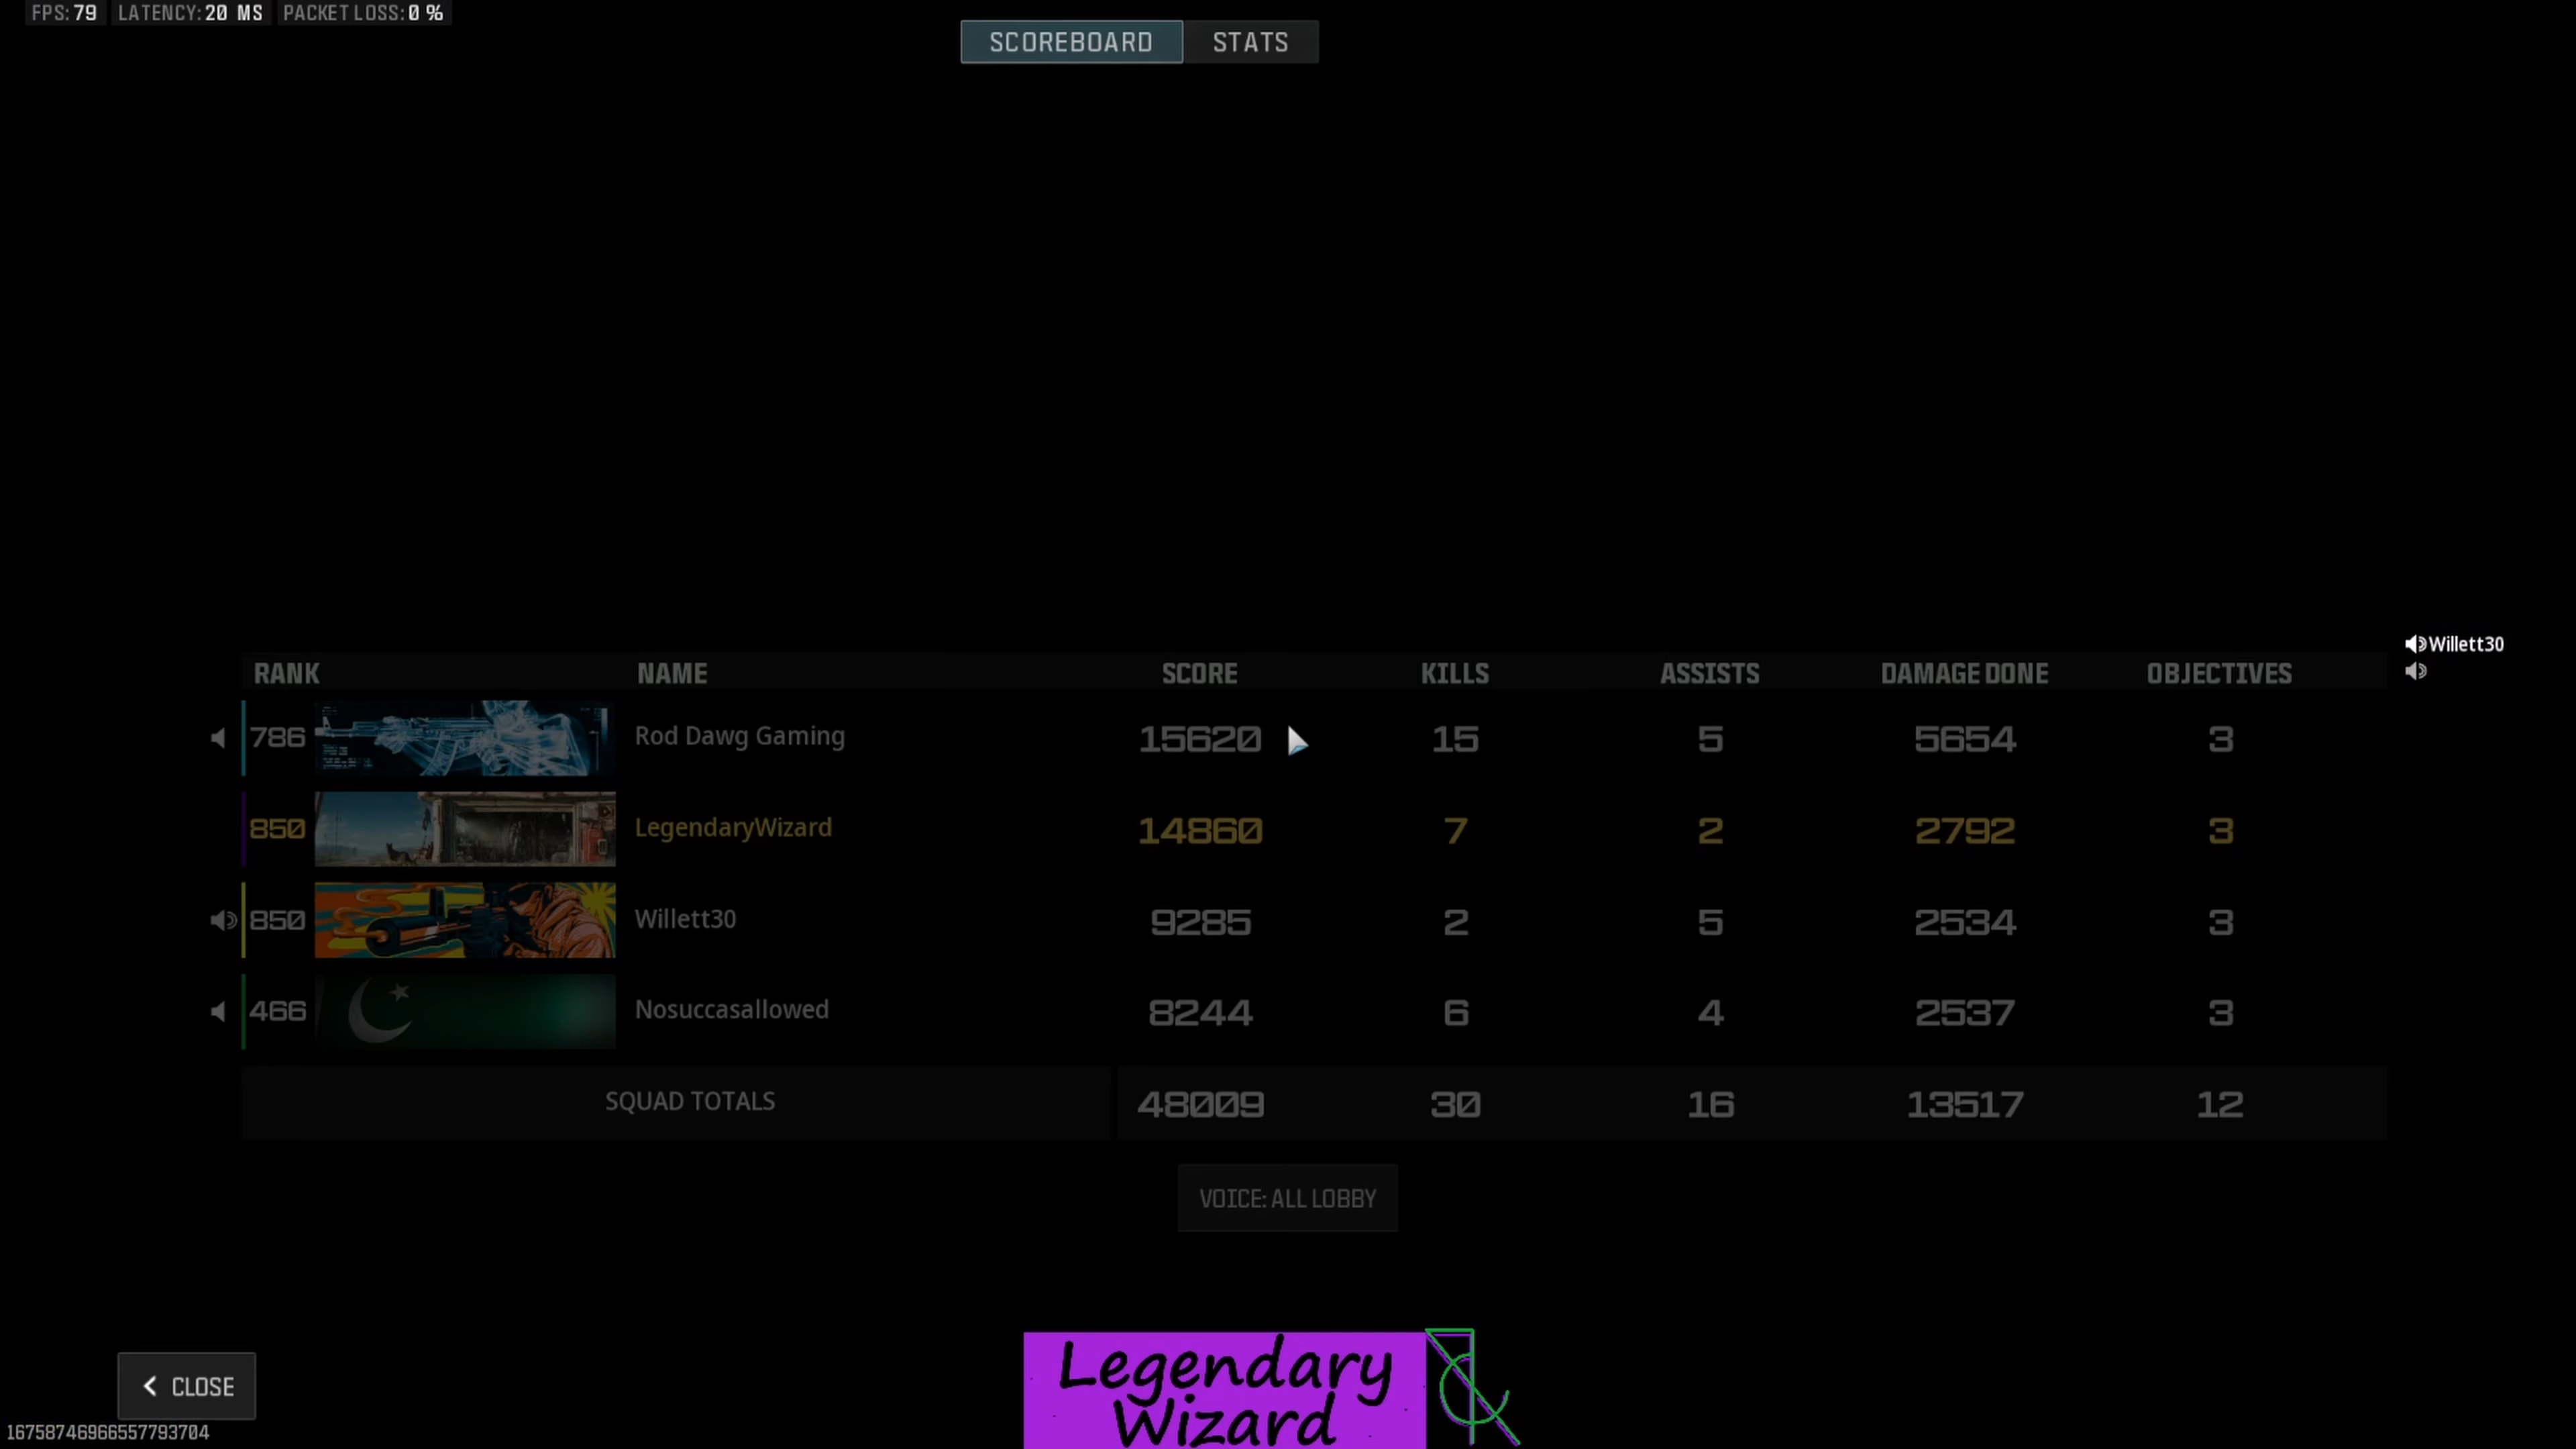 FPS: 79 LATENCY: 20 MS PACKET LOSS: 0 %
SCOREBOARD STATS
Willett30
RANK NAME SCORE KILLS ASSISTS DAMAGE DONE OBJECTIVES
786 Rod Dawg Gaming 15620 15 5 5654 3
850 LegendaryWizard 14860 7 2 2792 3
850 Willett30 9285 2 5 2534 3
466 Nosuccasallowed 8244 6 4 2537 3
SQUAD TOTALS 48009 30 16 13517 12
VOICE: ALL LOBBY
Legendary
Wizard
CLOSE
16758746966557793704